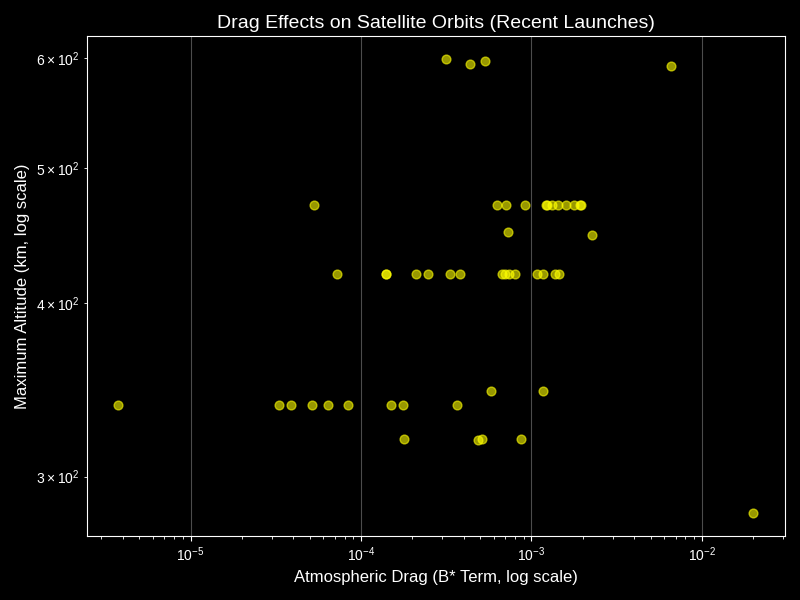 Drag Effects on Satellite Orbits (Recent Launches)
Maximum Altitude (km, log scale)
6 × 10²
5 × 10²
4 × 10²
3 × 10²
10⁻⁵ 10⁻⁴ 10⁻³ 10⁻²
Atmospheric Drag (B* Term, log scale)